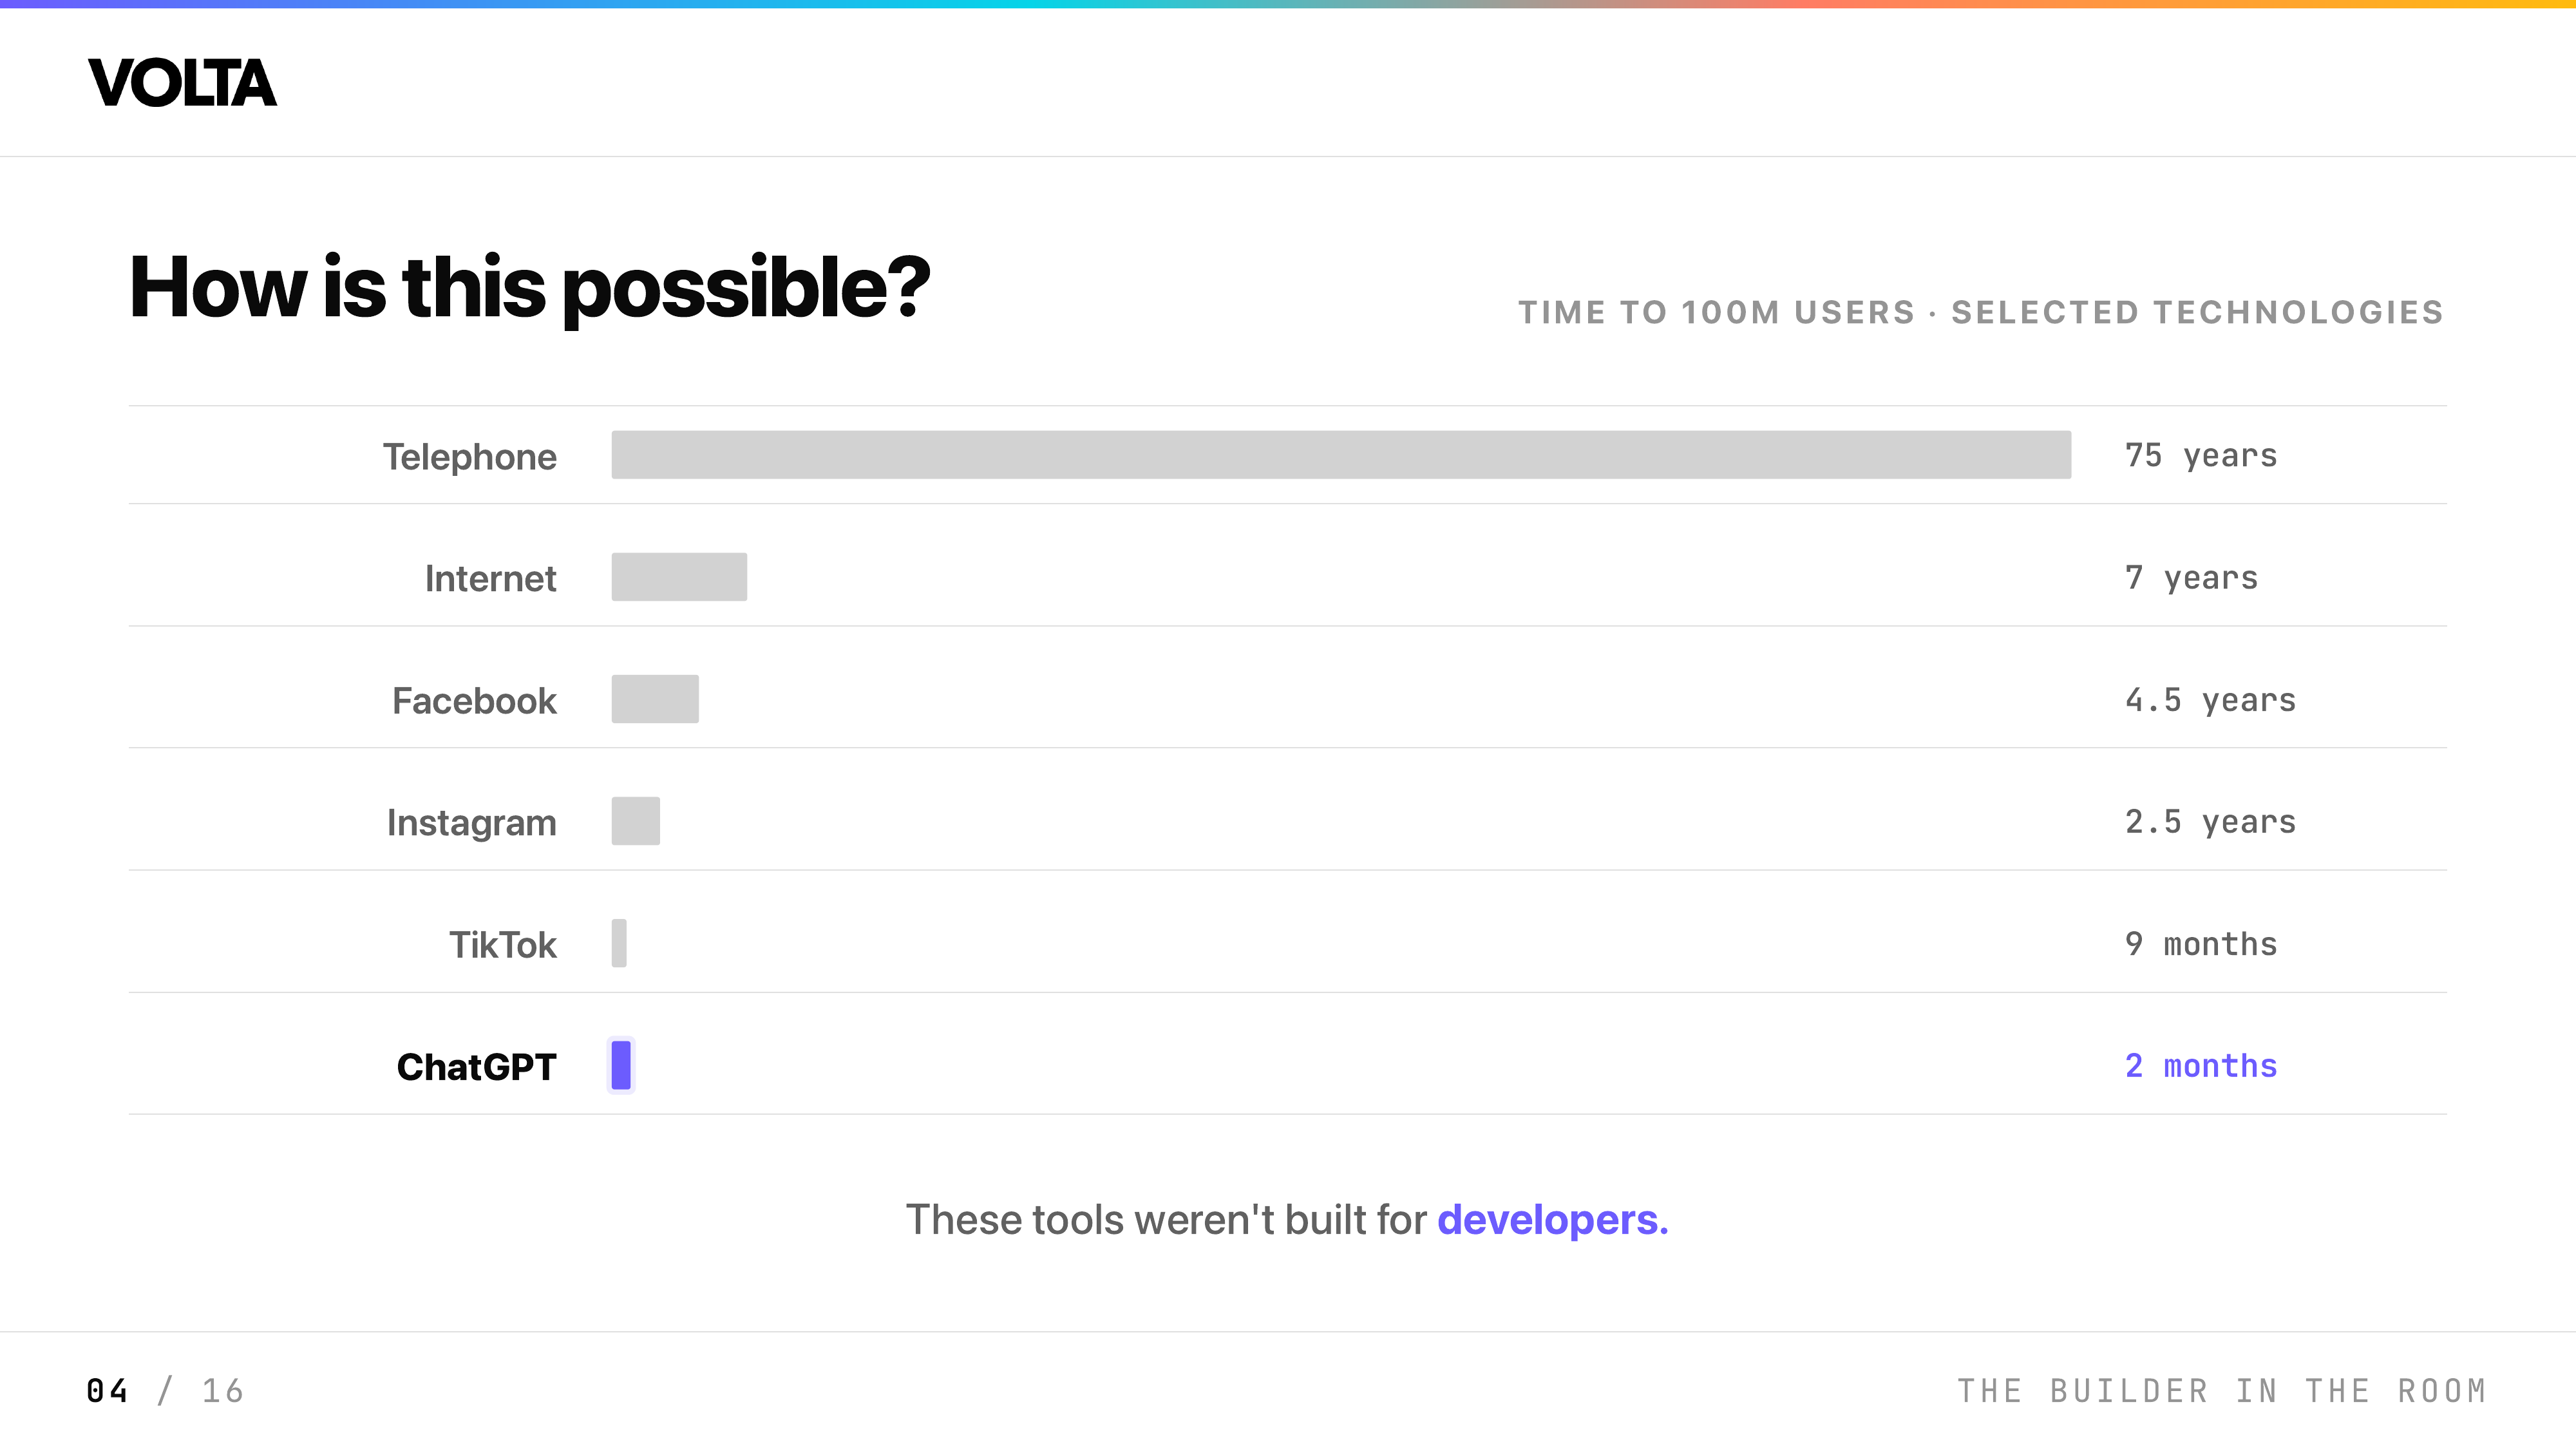 VOLTA
How is this possible?
TIME TO 100M USERS · SELECTED TECHNOLOGIES
Telephone 75 years
Internet 7 years
Facebook 4.5 years
Instagram 2.5 years
TikTok 9 months
ChatGPT 2 months
These tools weren't built for developers.
04 / 16
THE BUILDER IN THE ROOM